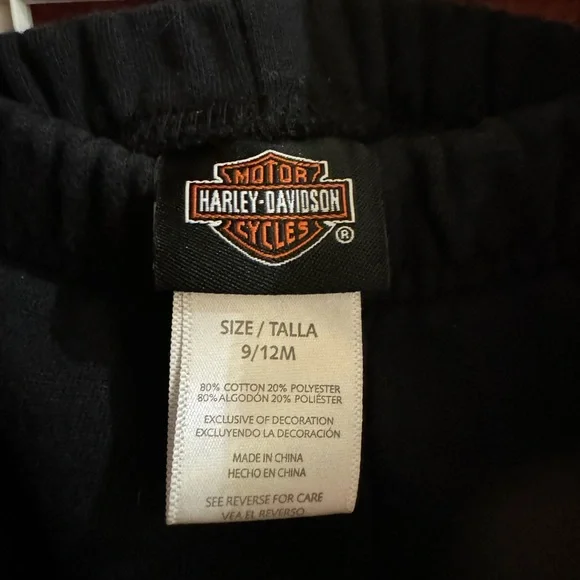 MOTOR
HARLEY-DAVIDSON
CYCLES
®
SIZE / TALLA
9/12M
80% COTTON 20% POLYESTER
80% ALGODÓN 20% POLIÉSTER
EXCLUSIVE OF DECORATION
EXCLUYENDO LA DECORACIÓN
MADE IN CHINA
HECHO EN CHINA
SEE REVERSE FOR CARE
VEA EL REVERSO